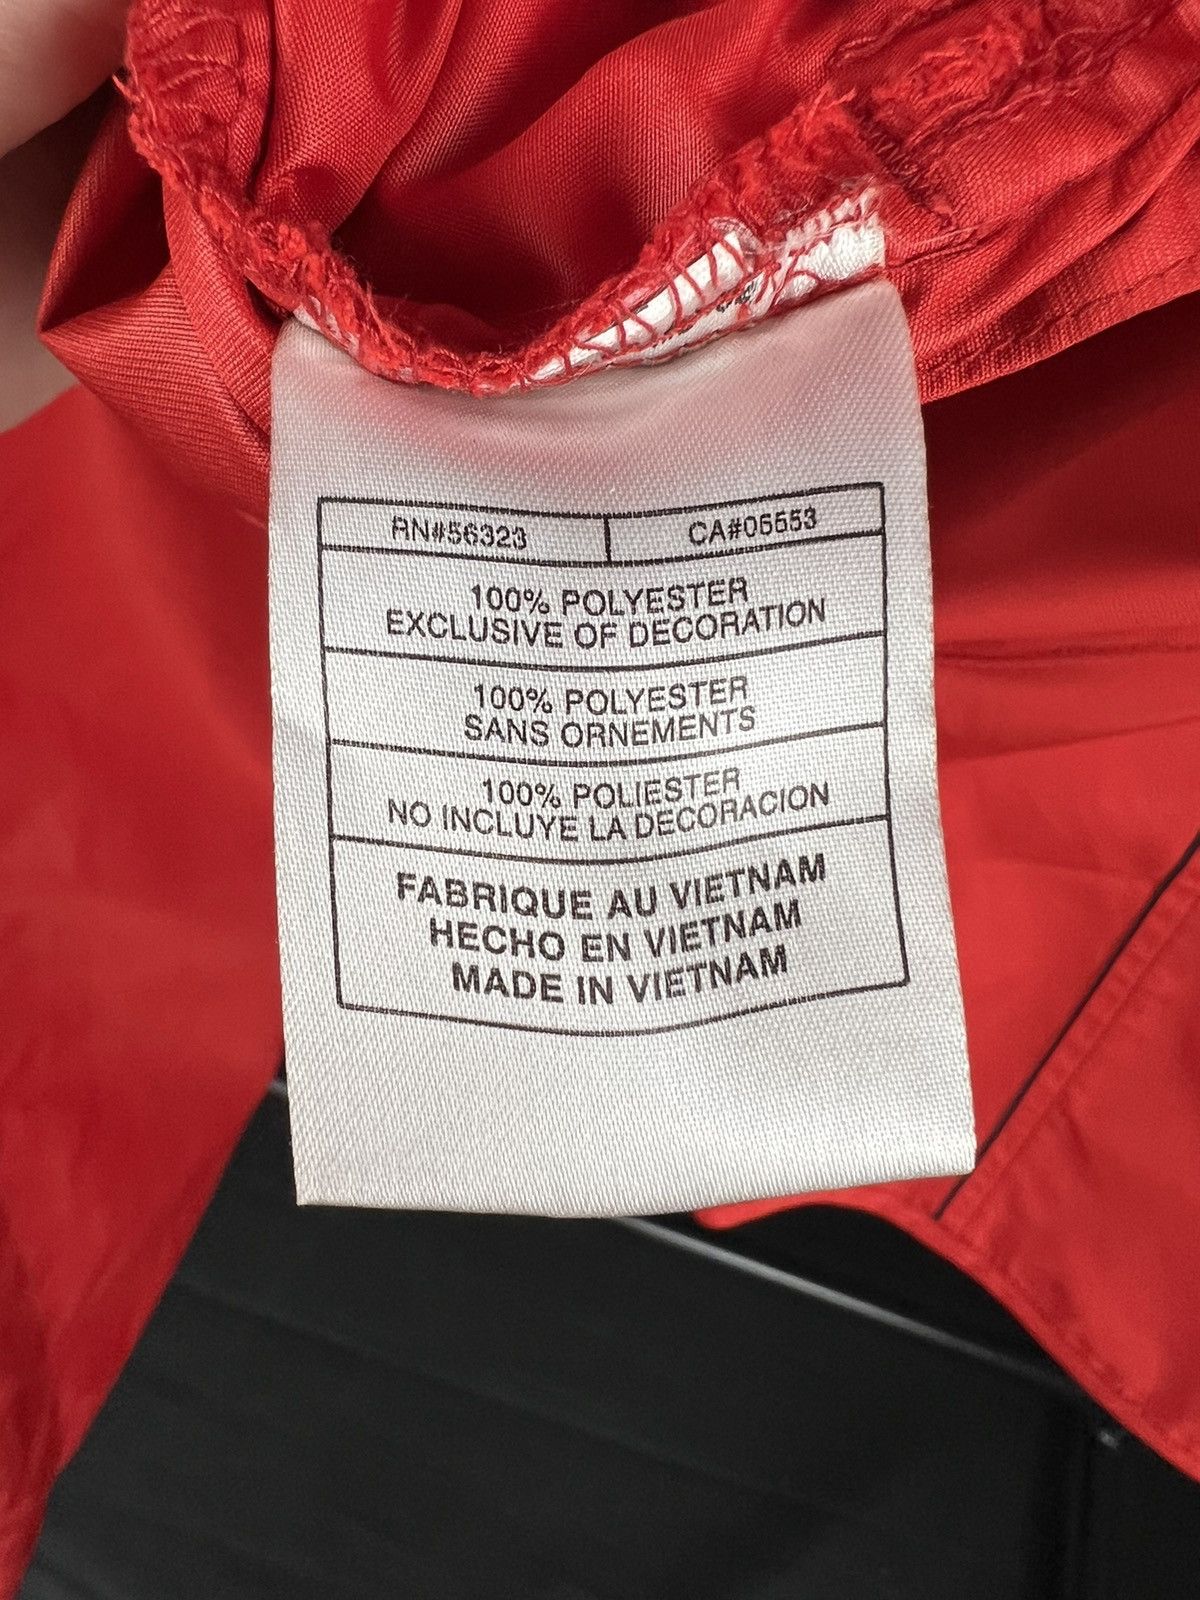 RN#56323 CA#05553
100% POLYESTER
EXCLUSIVE OF DECORATION
100% POLYESTER
SANS ORNEMENTS
100% POLIESTER
NO INCLUYE LA DECORACION
FABRIQUE AU VIETNAM
HECHO EN VIETNAM
MADE IN VIETNAM